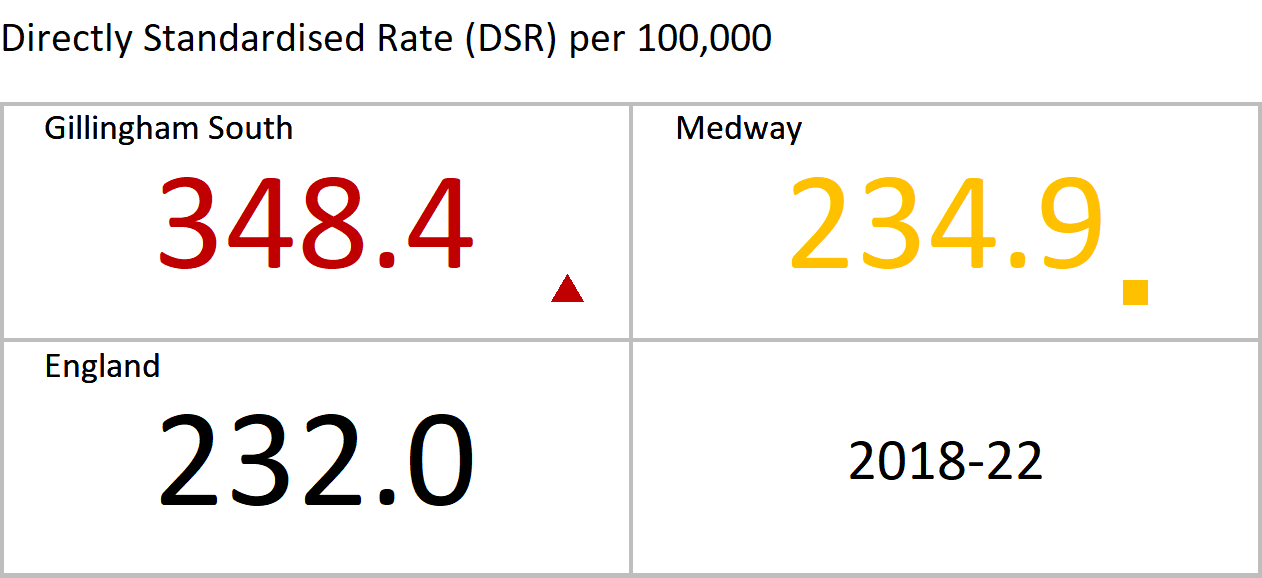 Directly Standardised Rate (DSR) per 100,000
Gillingham South
348.4
Medway
234.9
England
232.0
2018-22